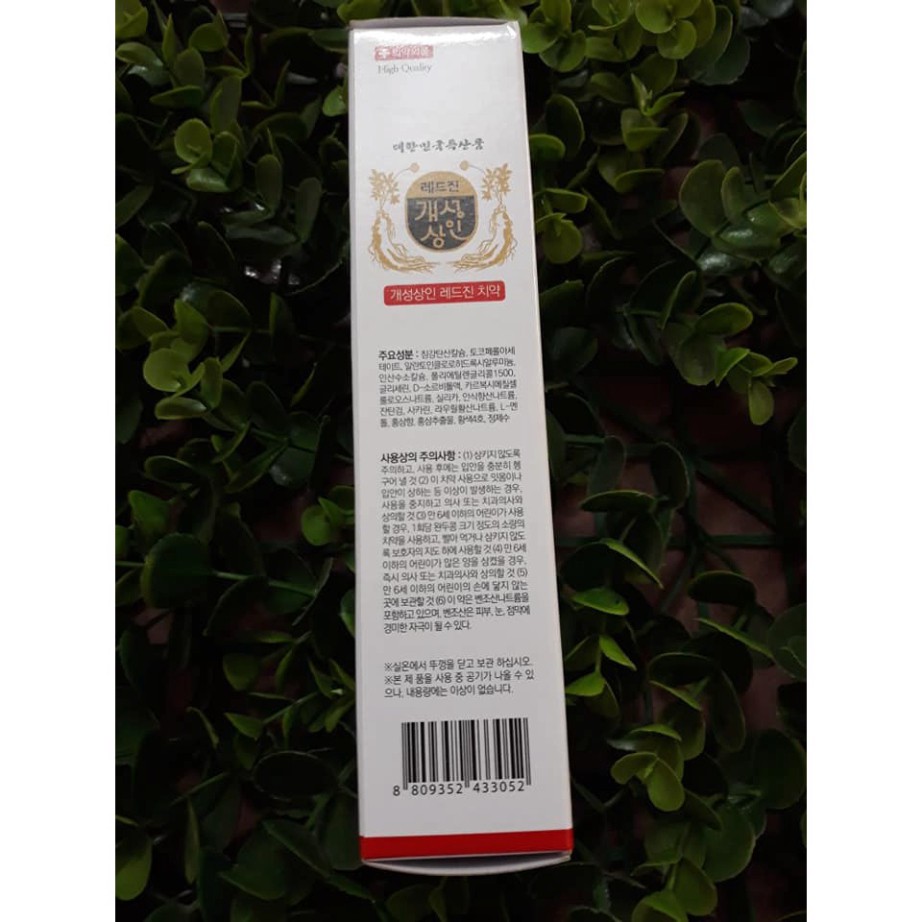 의약외품
High Quality
대한민국특산품
레드진
개성
상인
개성상인 레드진 치약
주요성분 : 침강탄산칼슘, 토코페롤아세
테이트, 알란토인클로로히드록시알루미늄,
인산수소칼슘, 폴리에틸렌글리콜1500,
글리세린, D-소르비톨액, 카르복시메틸셀
룰로오스나트륨, 실리카, 안식향산나트륨,
잔탄검, 사카린, 라우릴황산나트륨, L-멘
톨, 홍삼향, 홍삼추출물, 황색4호, 정제수
사용상의 주의사항 : (1) 삼키지 않도록
주의하고, 사용 후에는 입안을 충분히 헹
구어 낼 것 (2) 이 치약 사용으로 잇몸이나
입안이 상하는 등 이상이 발생하는 경우,
사용을 중지하고 의사 또는 치과의사와
상의할 것 (3) 만 6세 이하의 어린이가 사용
할 경우, 1회당 완두콩 크기 정도의 소량의
치약을 사용하고, 빨아 먹거나 삼키지 않도
록 보호자의 지도 하에 사용할 것 (4) 만 6세
이하의 어린이가 많은 양을 삼켰을 경우,
즉시 의사 또는 치과의사와 상의할 것 (5)
만 6세 이하의 어린이의 손에 닿지 않는
곳에 보관할 것 (6) 이 약은 벤조산나트륨을
포함하고 있으며, 벤조산은 피부, 눈, 점막에
경미한 자극이 될 수 있다.
※실온에서 뚜껑을 닫고 보관 하십시오.
※본 제품을 사용 중 공기가 나올 수 있
으나, 내용량에는 이상이 없습니다.
8 809352 433052